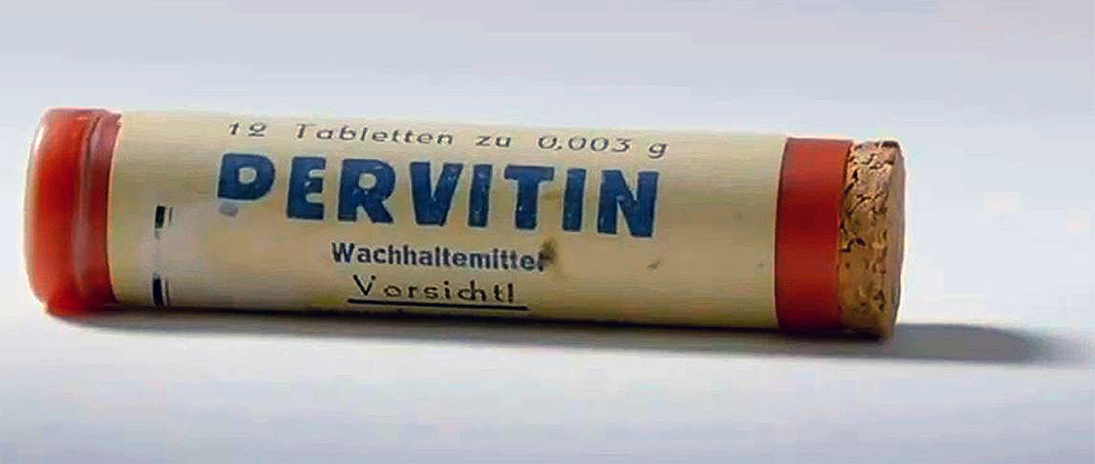 12 Tabletten zu 0,003 g
PERVITIN
Wachhaltemittel
Vorsicht!